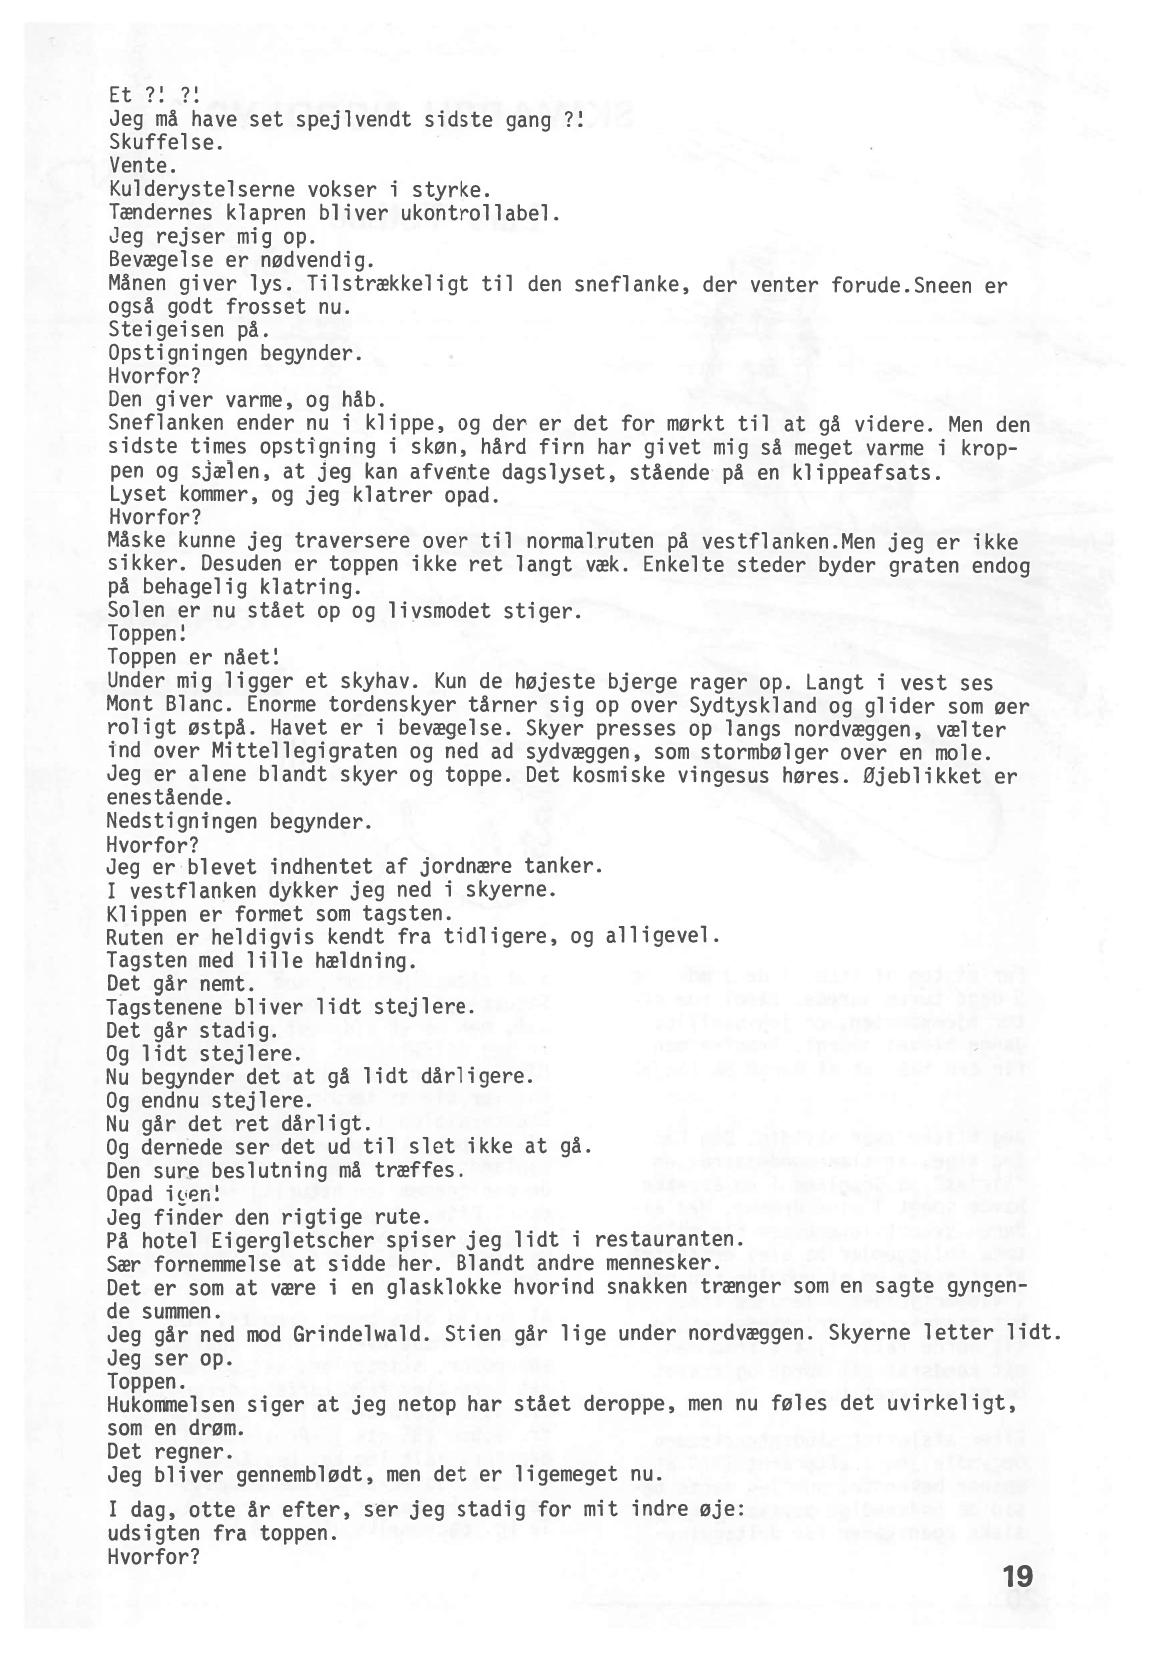 Et ?! ?!
Jeg må have set spejlvendt sidste gang ?!
Skuffelse.
Vente.
Kulderystelserne vokser i styrke.
Tændernes klapren bliver ukontrollabel.
Jeg rejser mig op.
Bevægelse er nødvendig.
Månen giver lys. Tilstrækkeligt til den sneflanke, der venter forude.Sneen er
også godt frosset nu.
Steigeisen på.
Opstigningen begynder.
Hvorfor?
Den giver varme, og håb.
Sneflanken ender nu i klippe, og der er det for mørkt til at gå videre. Men den
sidste times opstigning i skøn, hård firn har givet mig så meget varme i krop-
pen og sjælen, at jeg kan afvente dagslyset, stående på en klippeafsats.
Lyset kommer, og jeg klatrer opad.
Hvorfor?
Måske kunne jeg traversere over til normalruten på vestflanken.Men jeg er ikke
sikker. Desuden er toppen ikke ret langt væk. Enkelte steder byder graten endog
på behagelig klatring.
Solen er nu stået op og livsmodet stiger.
Toppen!
Toppen er nået!
Under mig ligger et skyhav. Kun de højeste bjerge rager op. Langt i vest ses
Mont Blanc. Enorme tordenskyer tårner sig op over Sydtyskland og glider som øer
roligt østpå. Havet er i bevægelse. Skyer presses op langs nordvæggen, vælter
ind over Mittellegigraten og ned ad sydvæggen, som stormbølger over en mole.
Jeg er alene blandt skyer og toppe. Det kosmiske vingesus høres. Øjeblikket er
enestående.
Nedstigningen begynder.
Hvorfor?
Jeg er blevet indhentet af jordnære tanker.
I vestflanken dykker jeg ned i skyerne.
Klippen er formet som tagsten.
Ruten er heldigvis kendt fra tidligere, og alligevel.
Tagsten med lille hældning.
Det går nemt.
Tagstenene bliver lidt stejlere.
Det går stadig.
Og lidt stejlere.
Nu begynder det at gå lidt dårligere.
Og endnu stejlere.
Nu går det ret dårligt.
Og dernede ser det ud til slet ikke at gå.
Den sure beslutning må træffes.
Opad igen!
Jeg finder den rigtige rute.
På hotel Eigergletscher spiser jeg lidt i restauranten.
Sær fornemmelse at sidde her. Blandt andre mennesker.
Det er som at være i en glasklokke hvorind snakken trænger som en sagte gyngen-
de summen.
Jeg går ned mod Grindelwald. Stien går lige under nordvæggen. Skyerne letter lidt.
Jeg ser op.
Toppen.
Hukommelsen siger at jeg netop har stået deroppe, men nu føles det uvirkeligt,
som en drøm.
Det regner.
Jeg bliver gennemblødt, men det er ligemeget nu.
I dag, otte år efter, ser jeg stadig for mit indre øje:
udsigten fra toppen.
Hvorfor?
19